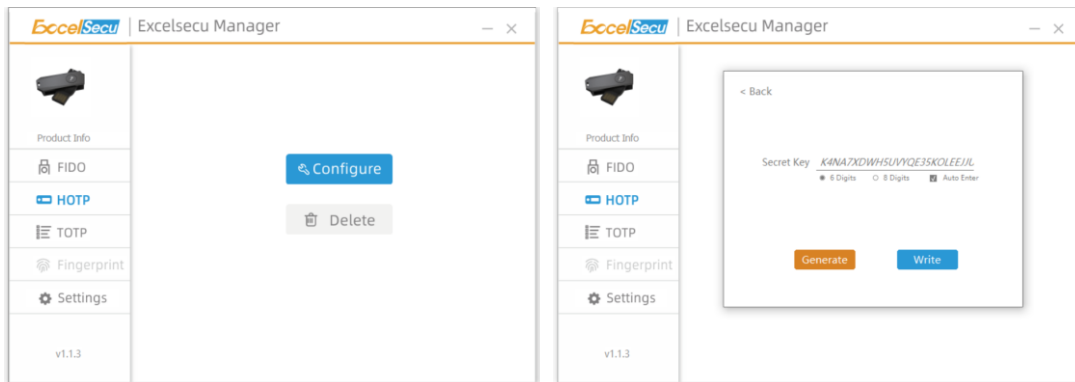 ExcelSecu Excelsecu Manager
Product Info
FIDO
HOTP
TOTP
Fingerprint
Settings
v1.1.3
Configure
Delete
ExcelSecu Excelsecu Manager
Product Info
FIDO
HOTP
TOTP
Fingerprint
Settings
v1.1.3
< Back
Secret Key K4NA7XDWHSUVYQE35KOLEEJJL
6 Digits 8 Digits Auto Enter
Generate Write